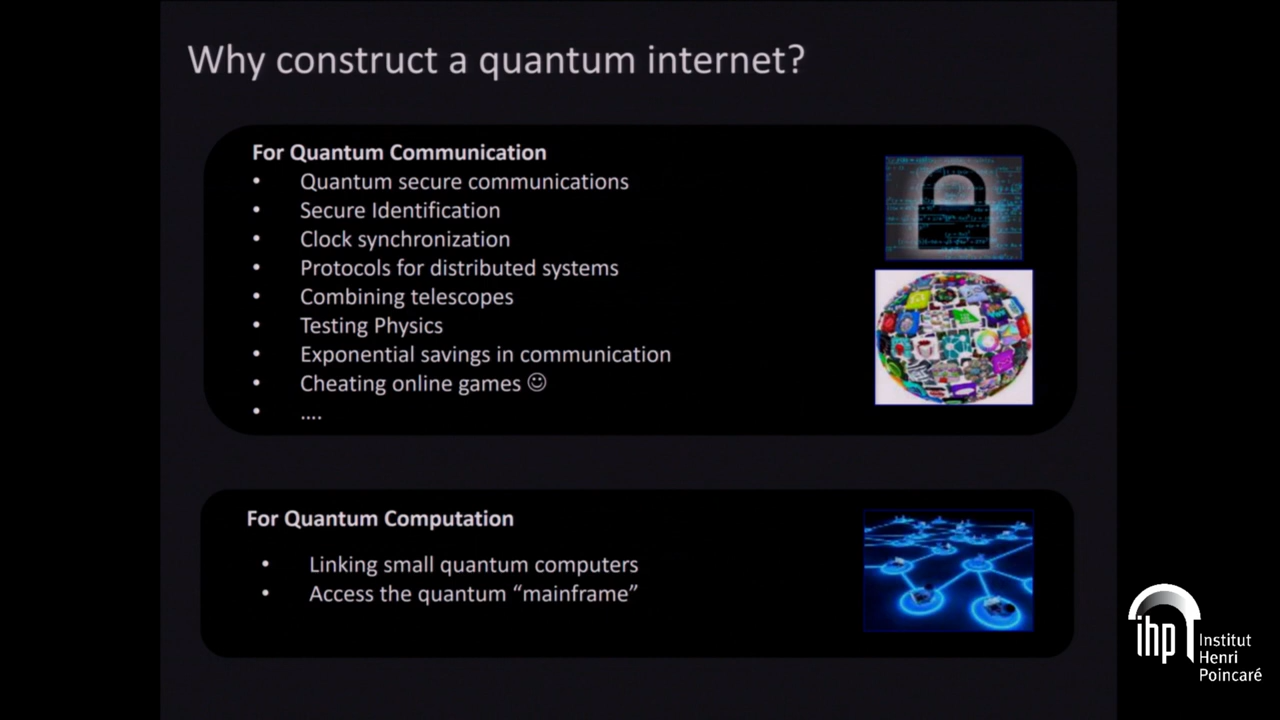 Why construct a quantum internet?
For Quantum Communication
• Quantum secure communications
• Secure Identification
• Clock synchronization
• Protocols for distributed systems
• Combining telescopes
• Testing Physics
• Exponential savings in communication
• Cheating online games ☺
• ....
For Quantum Computation
• Linking small quantum computers
• Access the quantum “mainframe”
ihp Institut
Henri
Poincaré